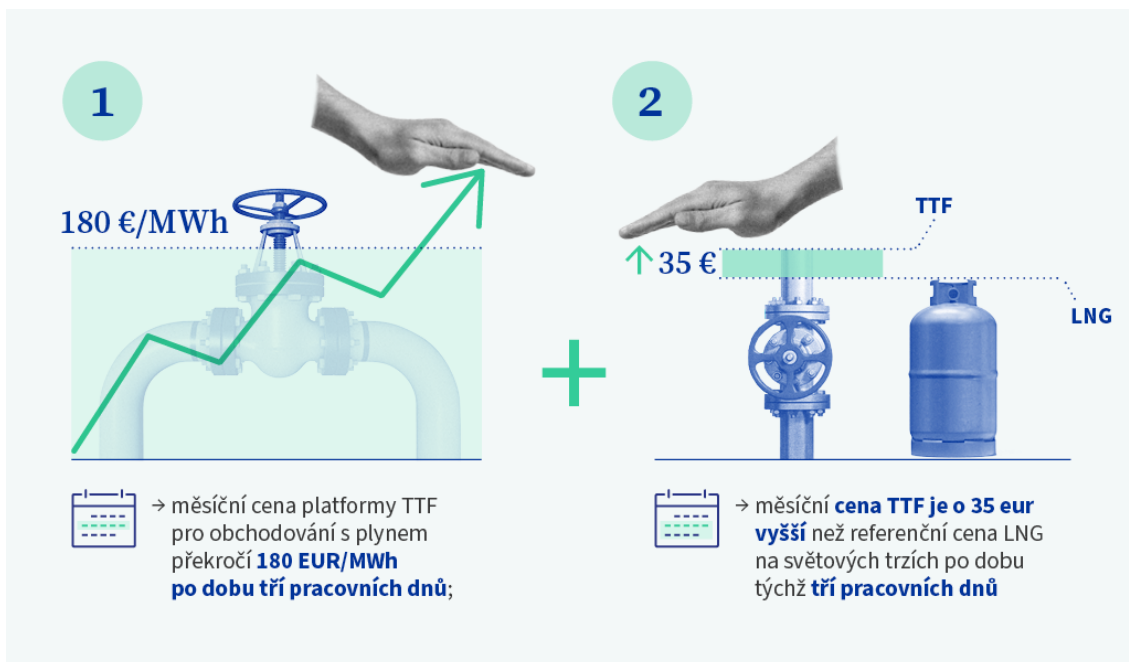 1
180 €/MWh
→ měsíční cena platformy TTF
pro obchodování s plynem
překročí 180 EUR/MWh
po dobu tří pracovních dnů;
+
2
TTF
↑ 35 €
LNG
→ měsíční cena TTF je o 35 eur
vyšší než referenční cena LNG
na světových trzích po dobu
týchž tří pracovních dnů